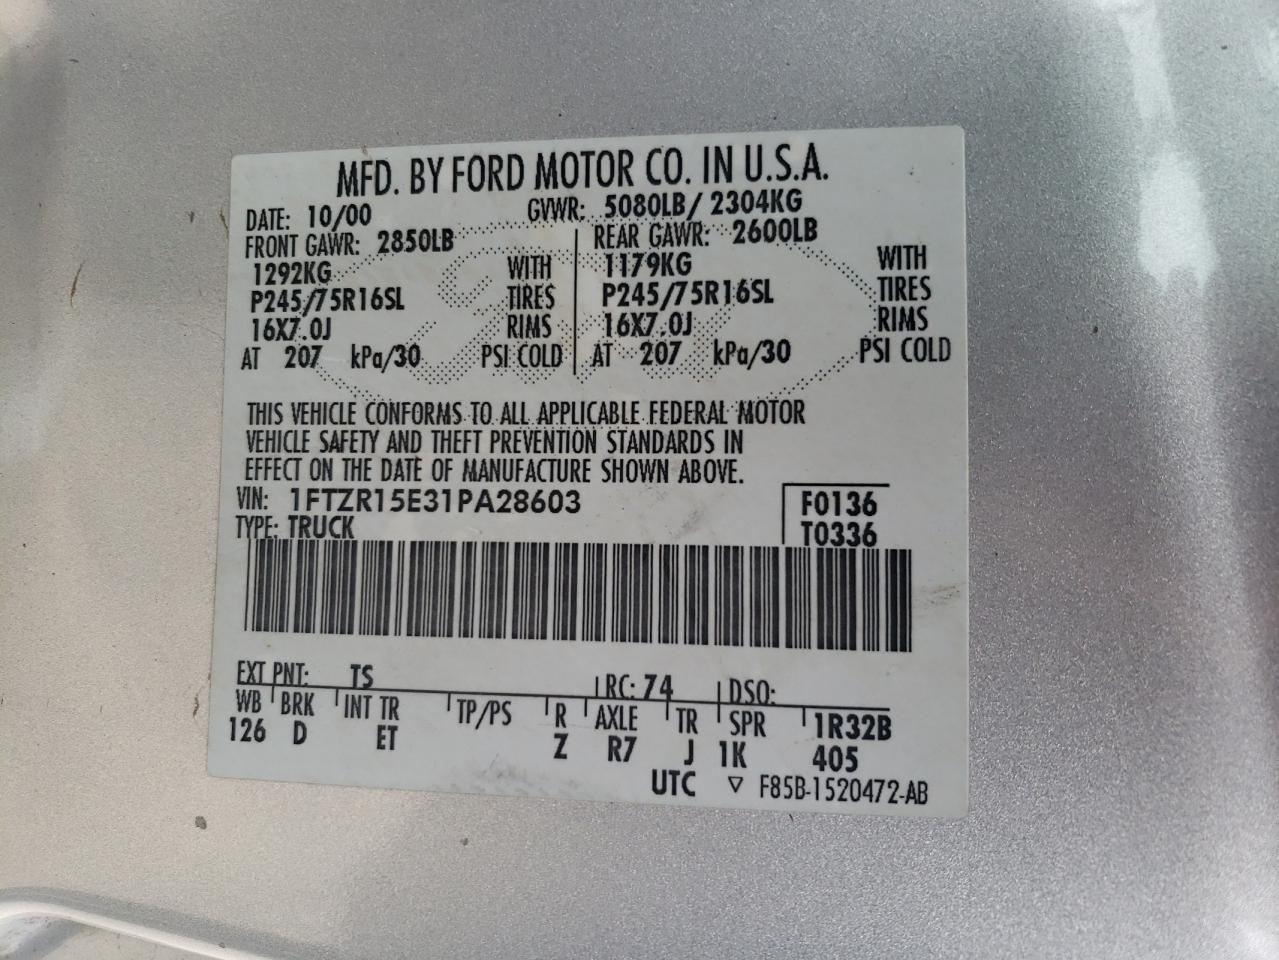 MFD. BY FORD MOTOR CO. IN U.S.A.
DATE: 10/00 GVWR: 5080LB/ 2304KG
FRONT GAWR: 2850LB REAR GAWR: 2600LB
1292KG WITH 1179KG WITH
P245/75R16SL TIRES P245/75R16SL TIRES
16X7.0J RIMS 16X7.0J RIMS
AT 207 kPa/30 PSI COLD AT 207 kPa/30 PSI COLD
THIS VEHICLE CONFORMS TO ALL APPLICABLE FEDERAL MOTOR
VEHICLE SAFETY AND THEFT PREVENTION STANDARDS IN
EFFECT ON THE DATE OF MANUFACTURE SHOWN ABOVE.
VIN: 1FTZR15E31PA28603 F0136
TYPE: TRUCK T0336
EXT PNT: TS RC: 74 DSO:
WB BRK INT TR TP/PS R AXLE TR SPR 1R32B
126 D ET Z R7 J 1K 405
UTC ▽ F85B-1520472-AB